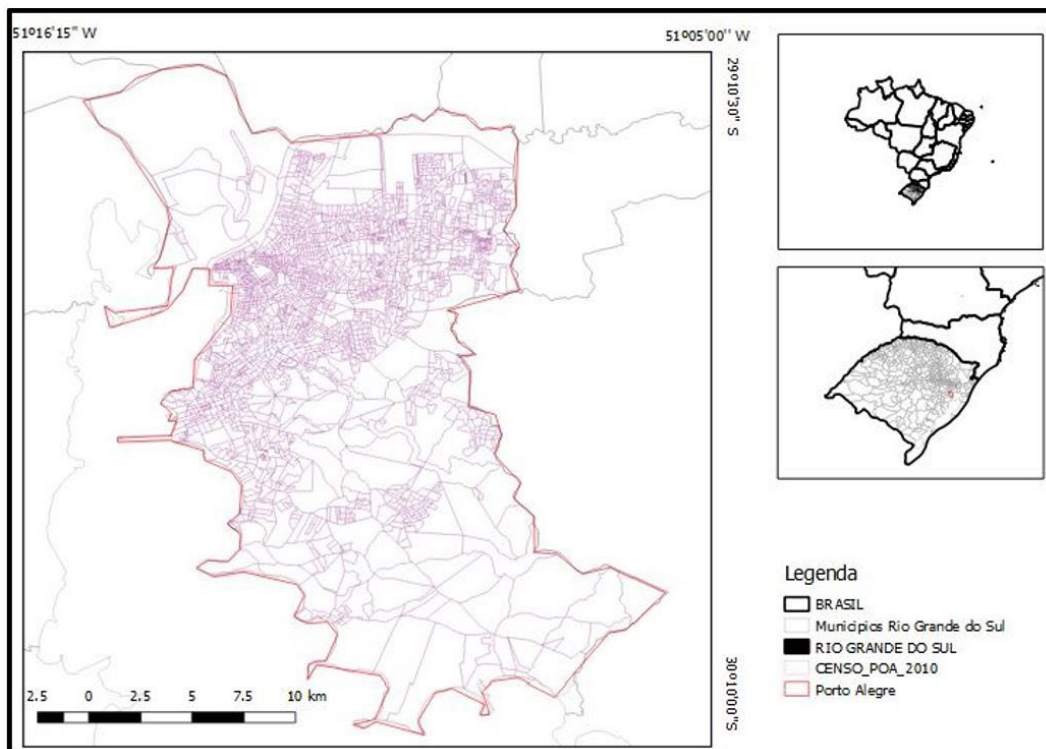 51º16'15" W
51º05'00'' W
29º10'30'' S
30º10'00''S
2.5 0 2.5 5 7.5 10 km
Legenda
BRASIL
Municipios Rio Grande do Sul
RIO GRANDE DO SUL
CENSO_POA_2010
Porto Alegre